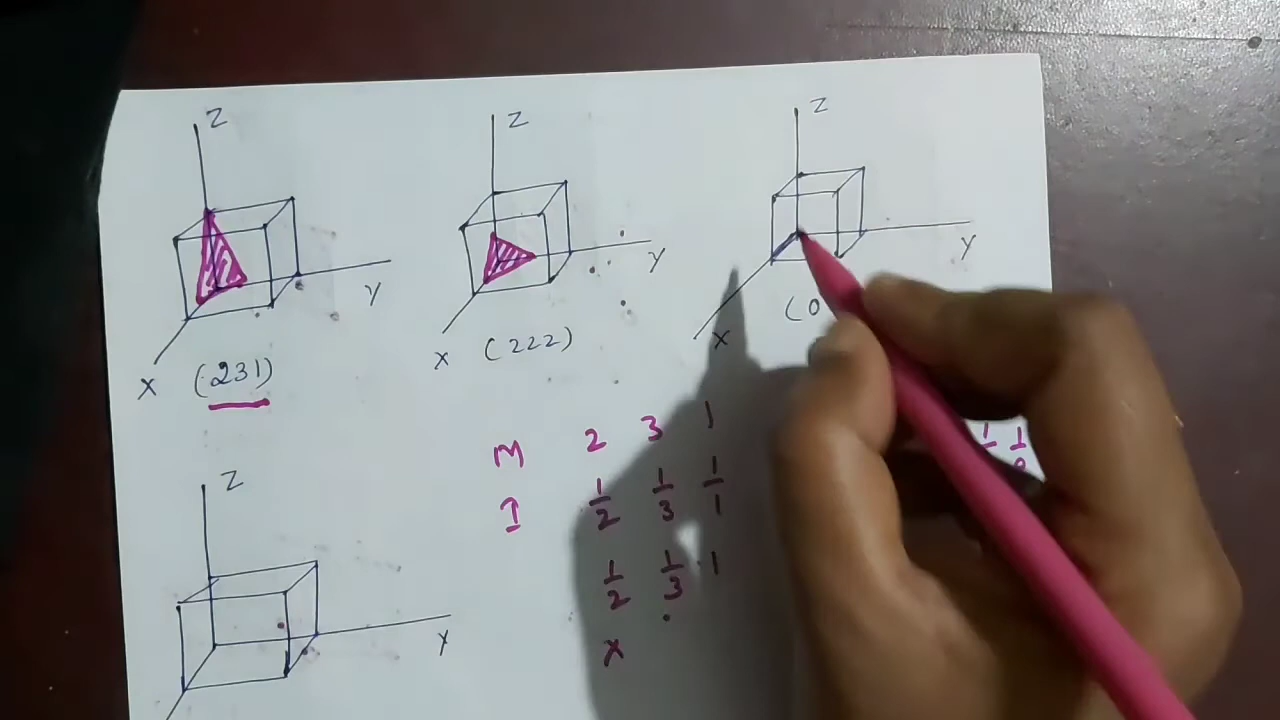 Z
Z
Z
Y
Y
Y
X (231)
X (222)
X
(0
M 2 3 1
I 1/2 1/3 1/1
1/2 1/3 1
X
Z
Y